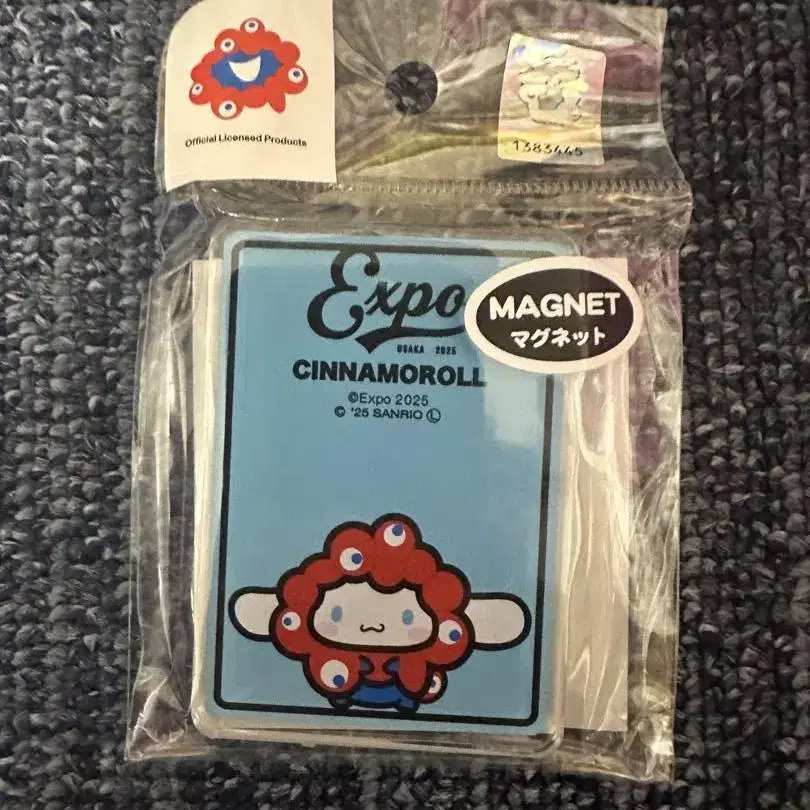 Official Licensed Products
1383445
Expo
OSAKA 2025
CINNAMOROLL
©Expo 2025
© '25 SANRIO Ⓛ
MAGNET
マグネット